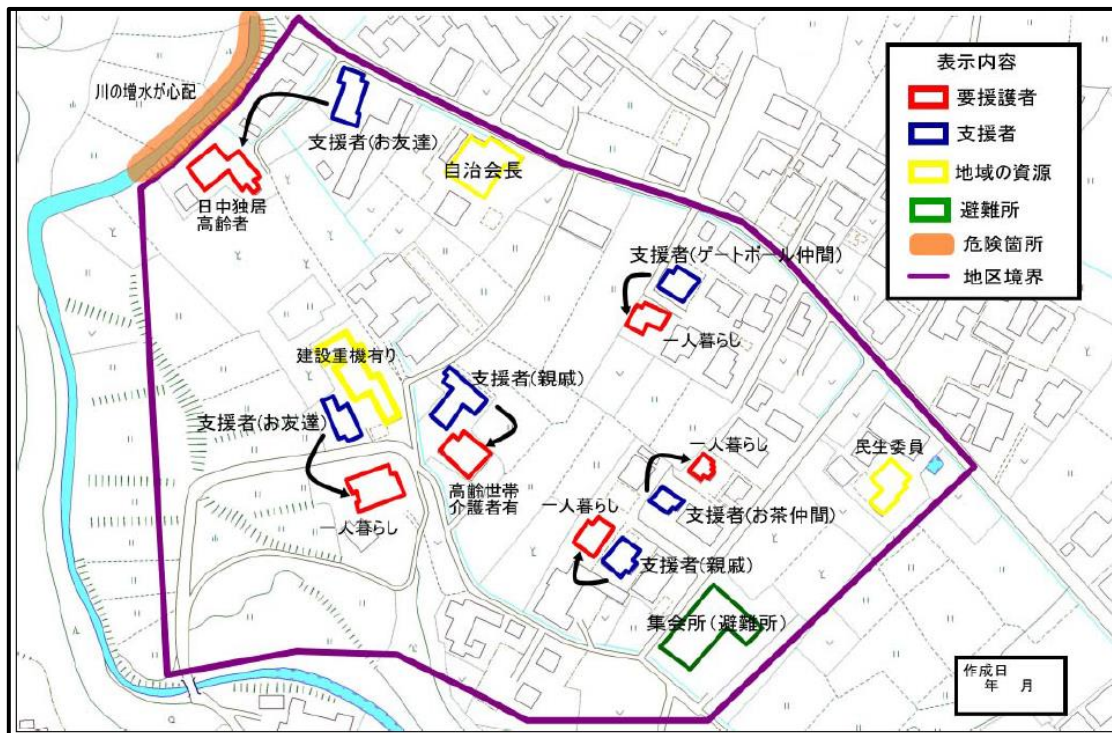 川の増水が心配
支援者(お友達)
自治会長
日中独居
高齢者
表示内容
要援護者
支援者
地域の資源
避難所
危険箇所
地区境界
支援者(ゲートボール仲間)
一人暮らし
建設重機有り
支援者(親戚)
支援者(お友達)
高齢世帯
介護者有
一人暮らし
一人暮らし
民生委員
一人暮らし
支援者(お茶仲間)
支援者(親戚)
集会所(避難所)
作成日
年 月